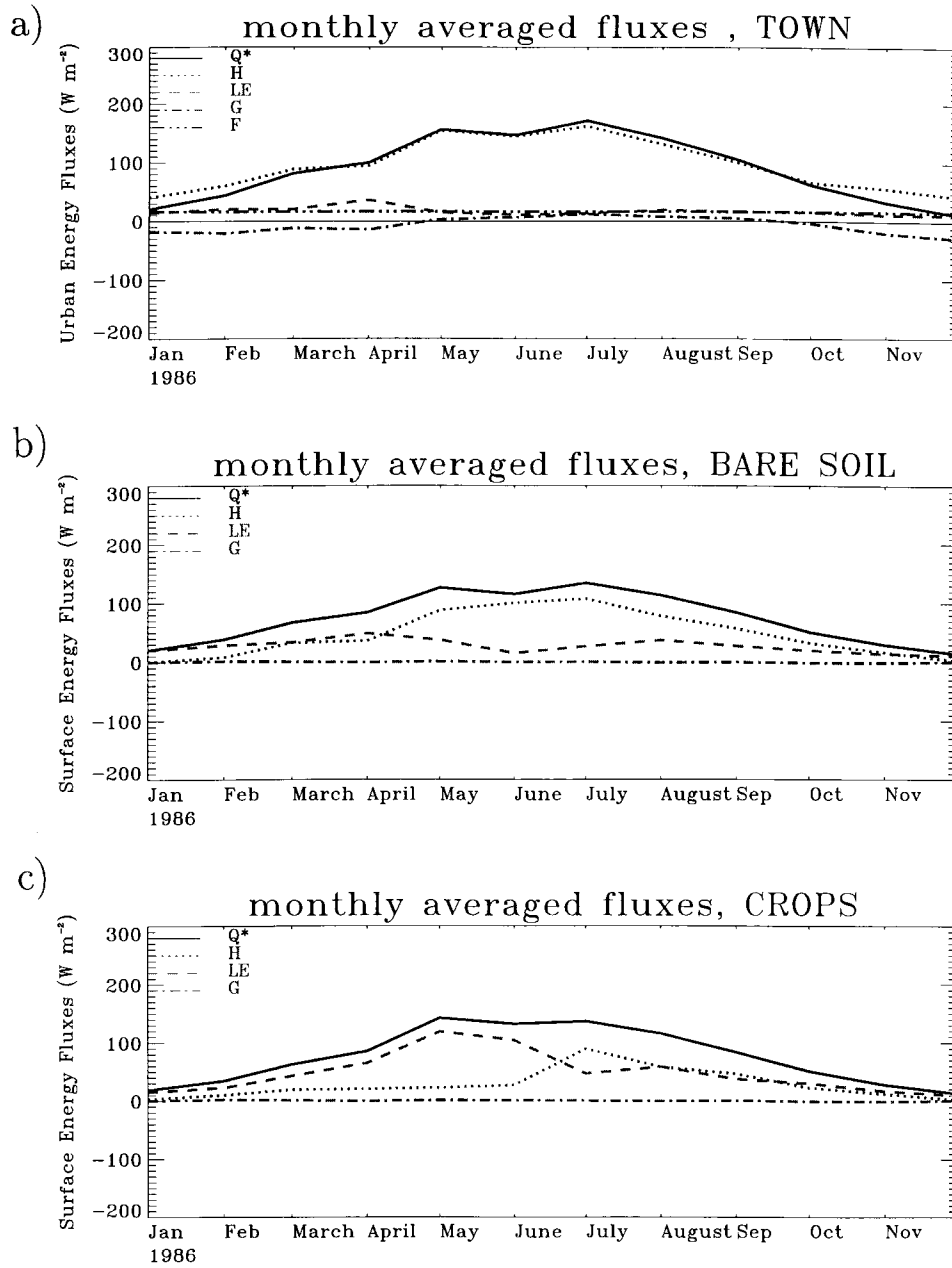 a)
monthly averaged fluxes , TOWN
Urban Energy Fluxes (W m⁻²)
300
200
100
0
−100
−200
Q*
H
LE
G
F
Jan Feb March April May June July August Sep Oct Nov
1986
b)
monthly averaged fluxes, BARE SOIL
Surface Energy Fluxes (W m⁻²)
300
200
100
0
−100
−200
Q*
H
LE
G
Jan Feb March April May June July August Sep Oct Nov
1986
c)
monthly averaged fluxes, CROPS
Surface Energy Fluxes (W m⁻²)
300
200
100
0
−100
−200
Q*
H
LE
G
Jan Feb March April May June July August Sep Oct Nov
1986